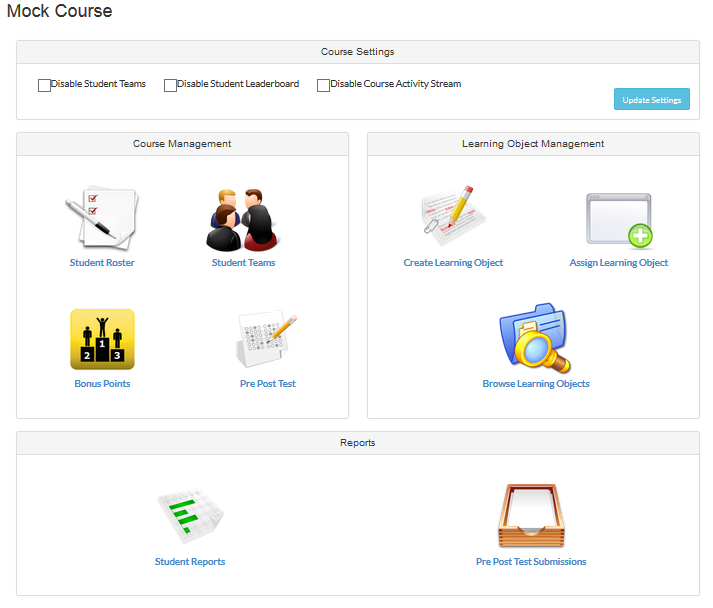 Mock Course
Course Settings
Disable Student Teams Disable Student Leaderboard Disable Course Activity Stream
Update Settings
Course Management
Student Roster Student Teams
2 1 3
Bonus Points Pre Post Test
Learning Object Management
Create Learning Object Assign Learning Object
Browse Learning Objects
Reports
Student Reports Pre Post Test Submissions